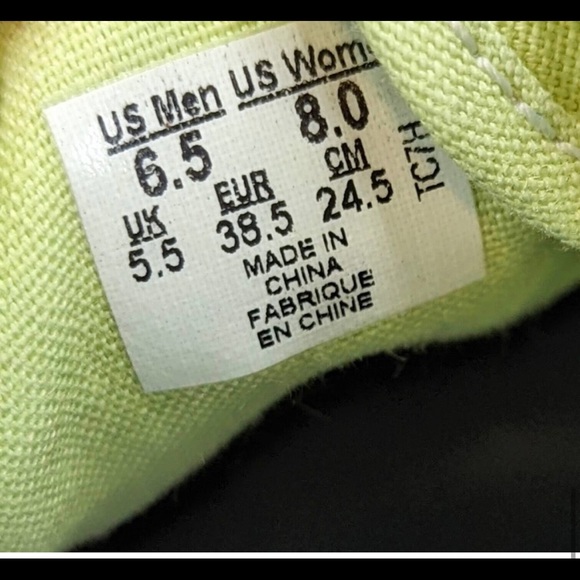 US Men US Wom
6.5 8.0
UK EUR CM
5.5 38.5 24.5
MADE IN
CHINA
FABRIQUE
EN CHINE
TC7H